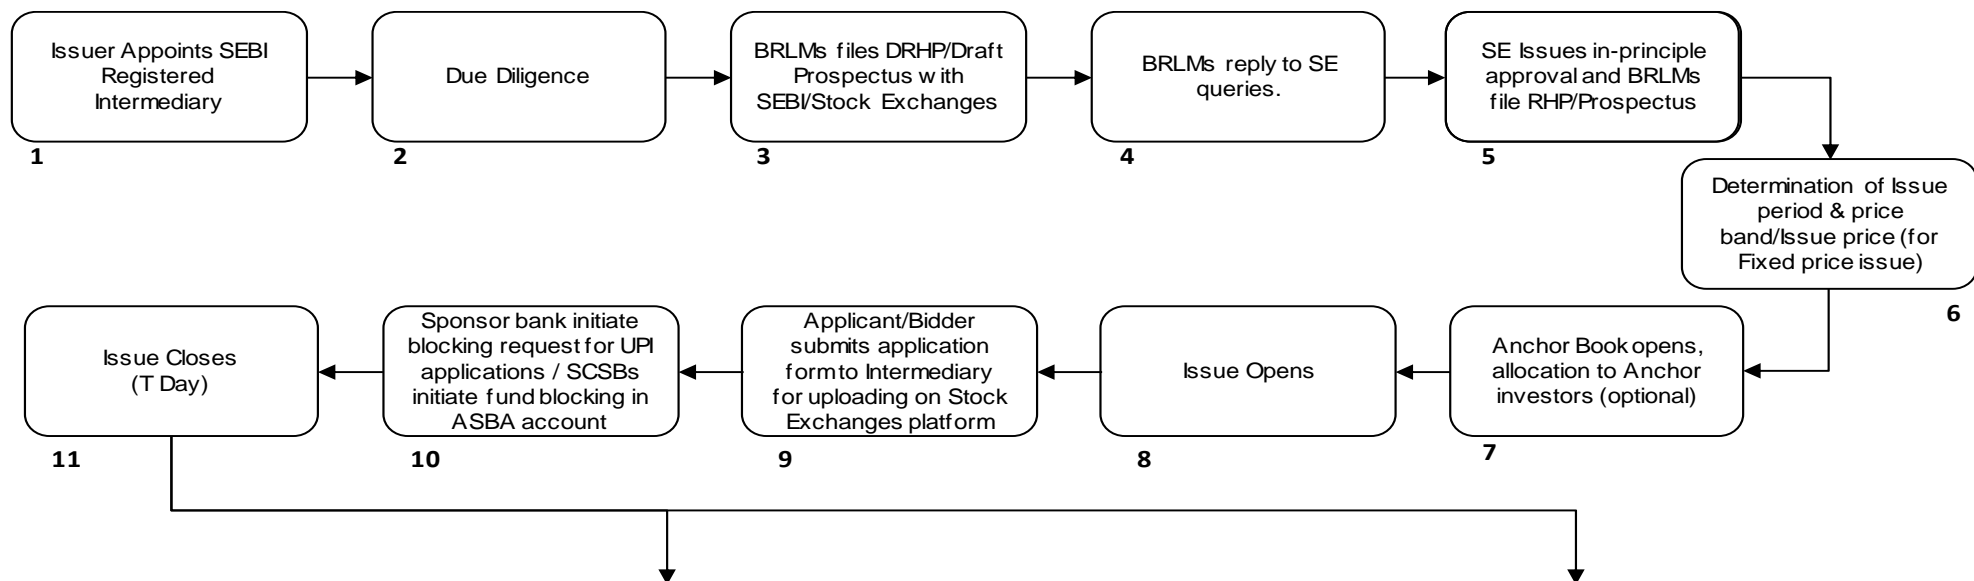 Issuer Appoints SEBI
Registered
Intermediary
1
Due Diligence
2
BRLMs files DRHP/Draft
Prospectus with
SEBI/Stock Exchanges
3
BRLMs reply to SE
queries.
4
SE Issues in-principle
approval and BRLMs
file RHP/Prospectus
5
Determination of Issue
period & price
band/Issue price (for
Fixed price issue)
6
Anchor Book opens,
allocation to Anchor
investors (optional)
7
Issue Opens
8
Applicant/Bidder
submits application
form to Intermediary
for uploading on Stock
Exchanges platform
9
Sponsor bank initiate
blocking request for UPI
applications / SCSBs
initiate fund blocking in
ASBA account
10
Issue Closes
(T Day)
11